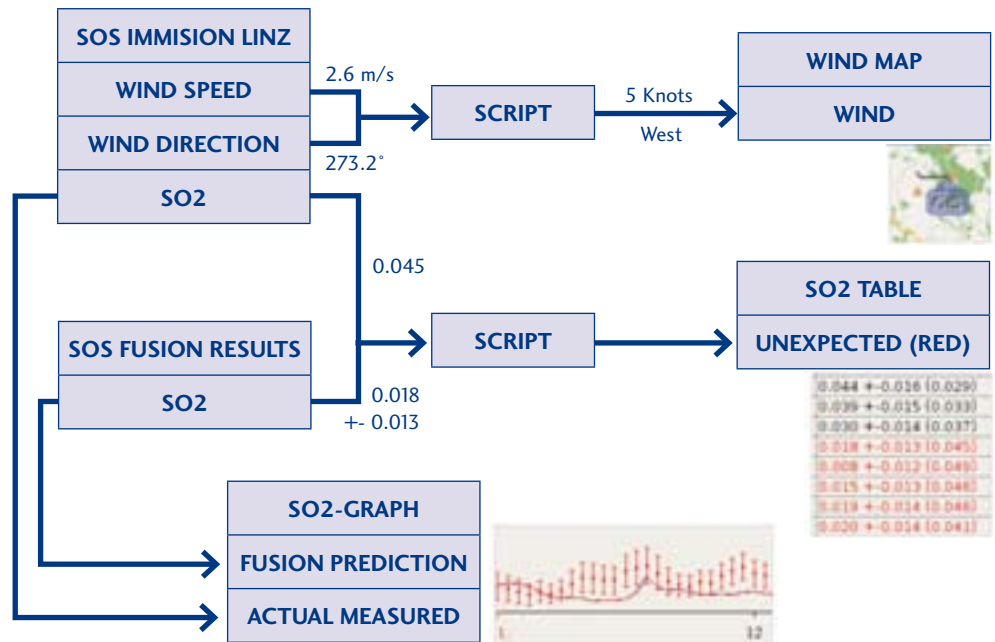 SOS IMMISION LINZ
WIND SPEED
WIND DIRECTION
SO2
2.6 m/s
273.2°
SCRIPT
5 Knots
West
WIND MAP
WIND
0.045
SOS FUSION RESULTS
SO2
0.018
+- 0.013
SCRIPT
SO2 TABLE
UNEXPECTED (RED)
0.044 +-0.016 (0.029)
0.039 +-0.015 (0.033)
0.030 +-0.014 (0.037)
0.018 +-0.013 (0.045)
0.008 +-0.012 (0.049)
0.015 +-0.013 (0.048)
0.019 +-0.014 (0.046)
0.020 +-0.014 (0.041)
SO2-GRAPH
FUSION PREDICTION
ACTUAL MEASURED
1
12